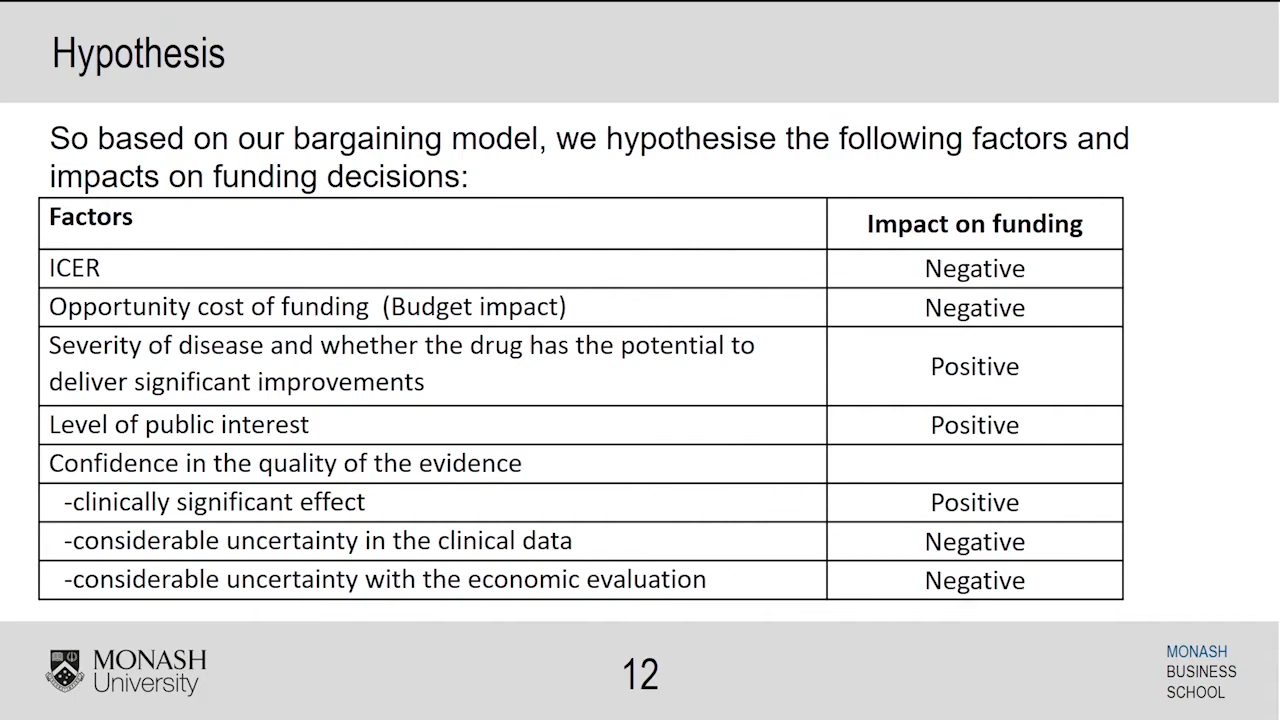 Hypothesis
So based on our bargaining model, we hypothesise the following factors and
impacts on funding decisions:
Factors Impact on funding
ICER Negative
Opportunity cost of funding (Budget impact) Negative
Severity of disease and whether the drug has the potential to
deliver significant improvements Positive
Level of public interest Positive
Confidence in the quality of the evidence
-clinically significant effect Positive
-considerable uncertainty in the clinical data Negative
-considerable uncertainty with the economic evaluation Negative
MONASH
University
12
MONASH
BUSINESS
SCHOOL